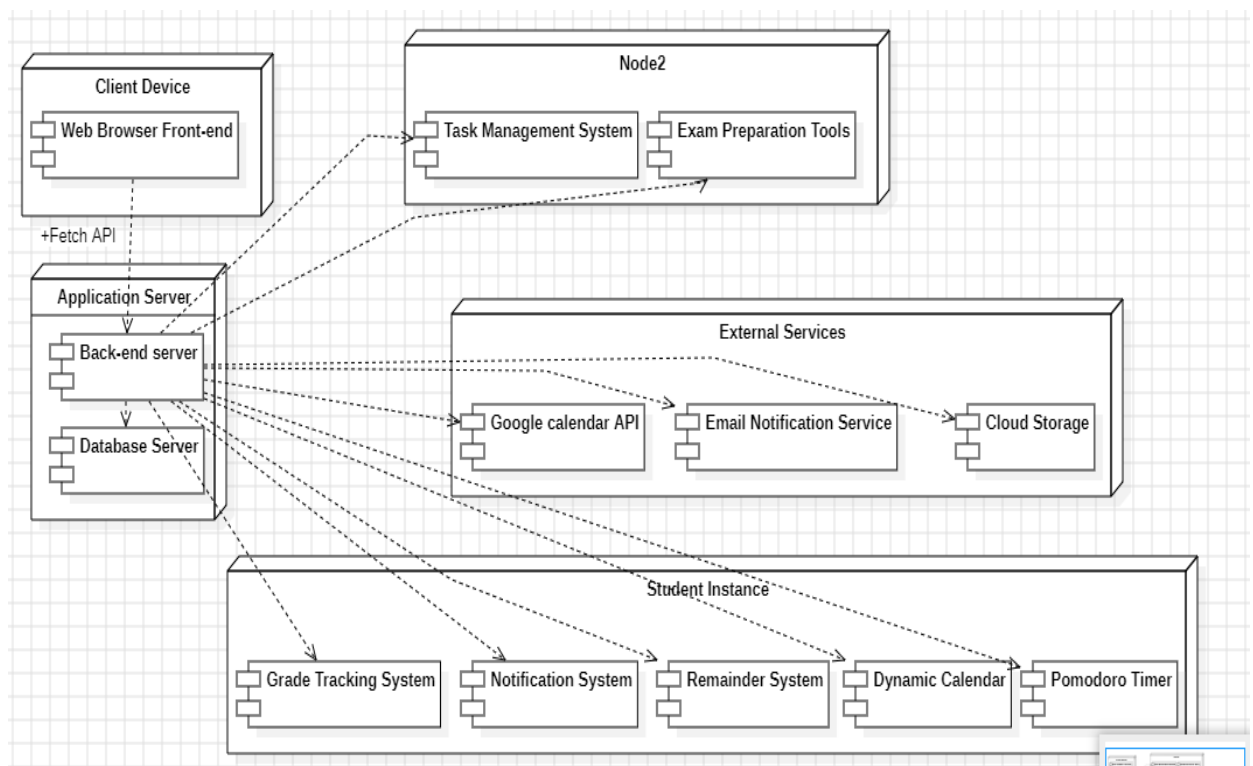 Client Device
Web Browser Front-end
Node2
Task Management System
Exam Preparation Tools
+Fetch API
Application Server
Back-end server
Database Server
External Services
Google calendar API
Email Notification Service
Cloud Storage
Student Instance
Grade Tracking System
Notification System
Remainder System
Dynamic Calendar
Pomodoro Timer